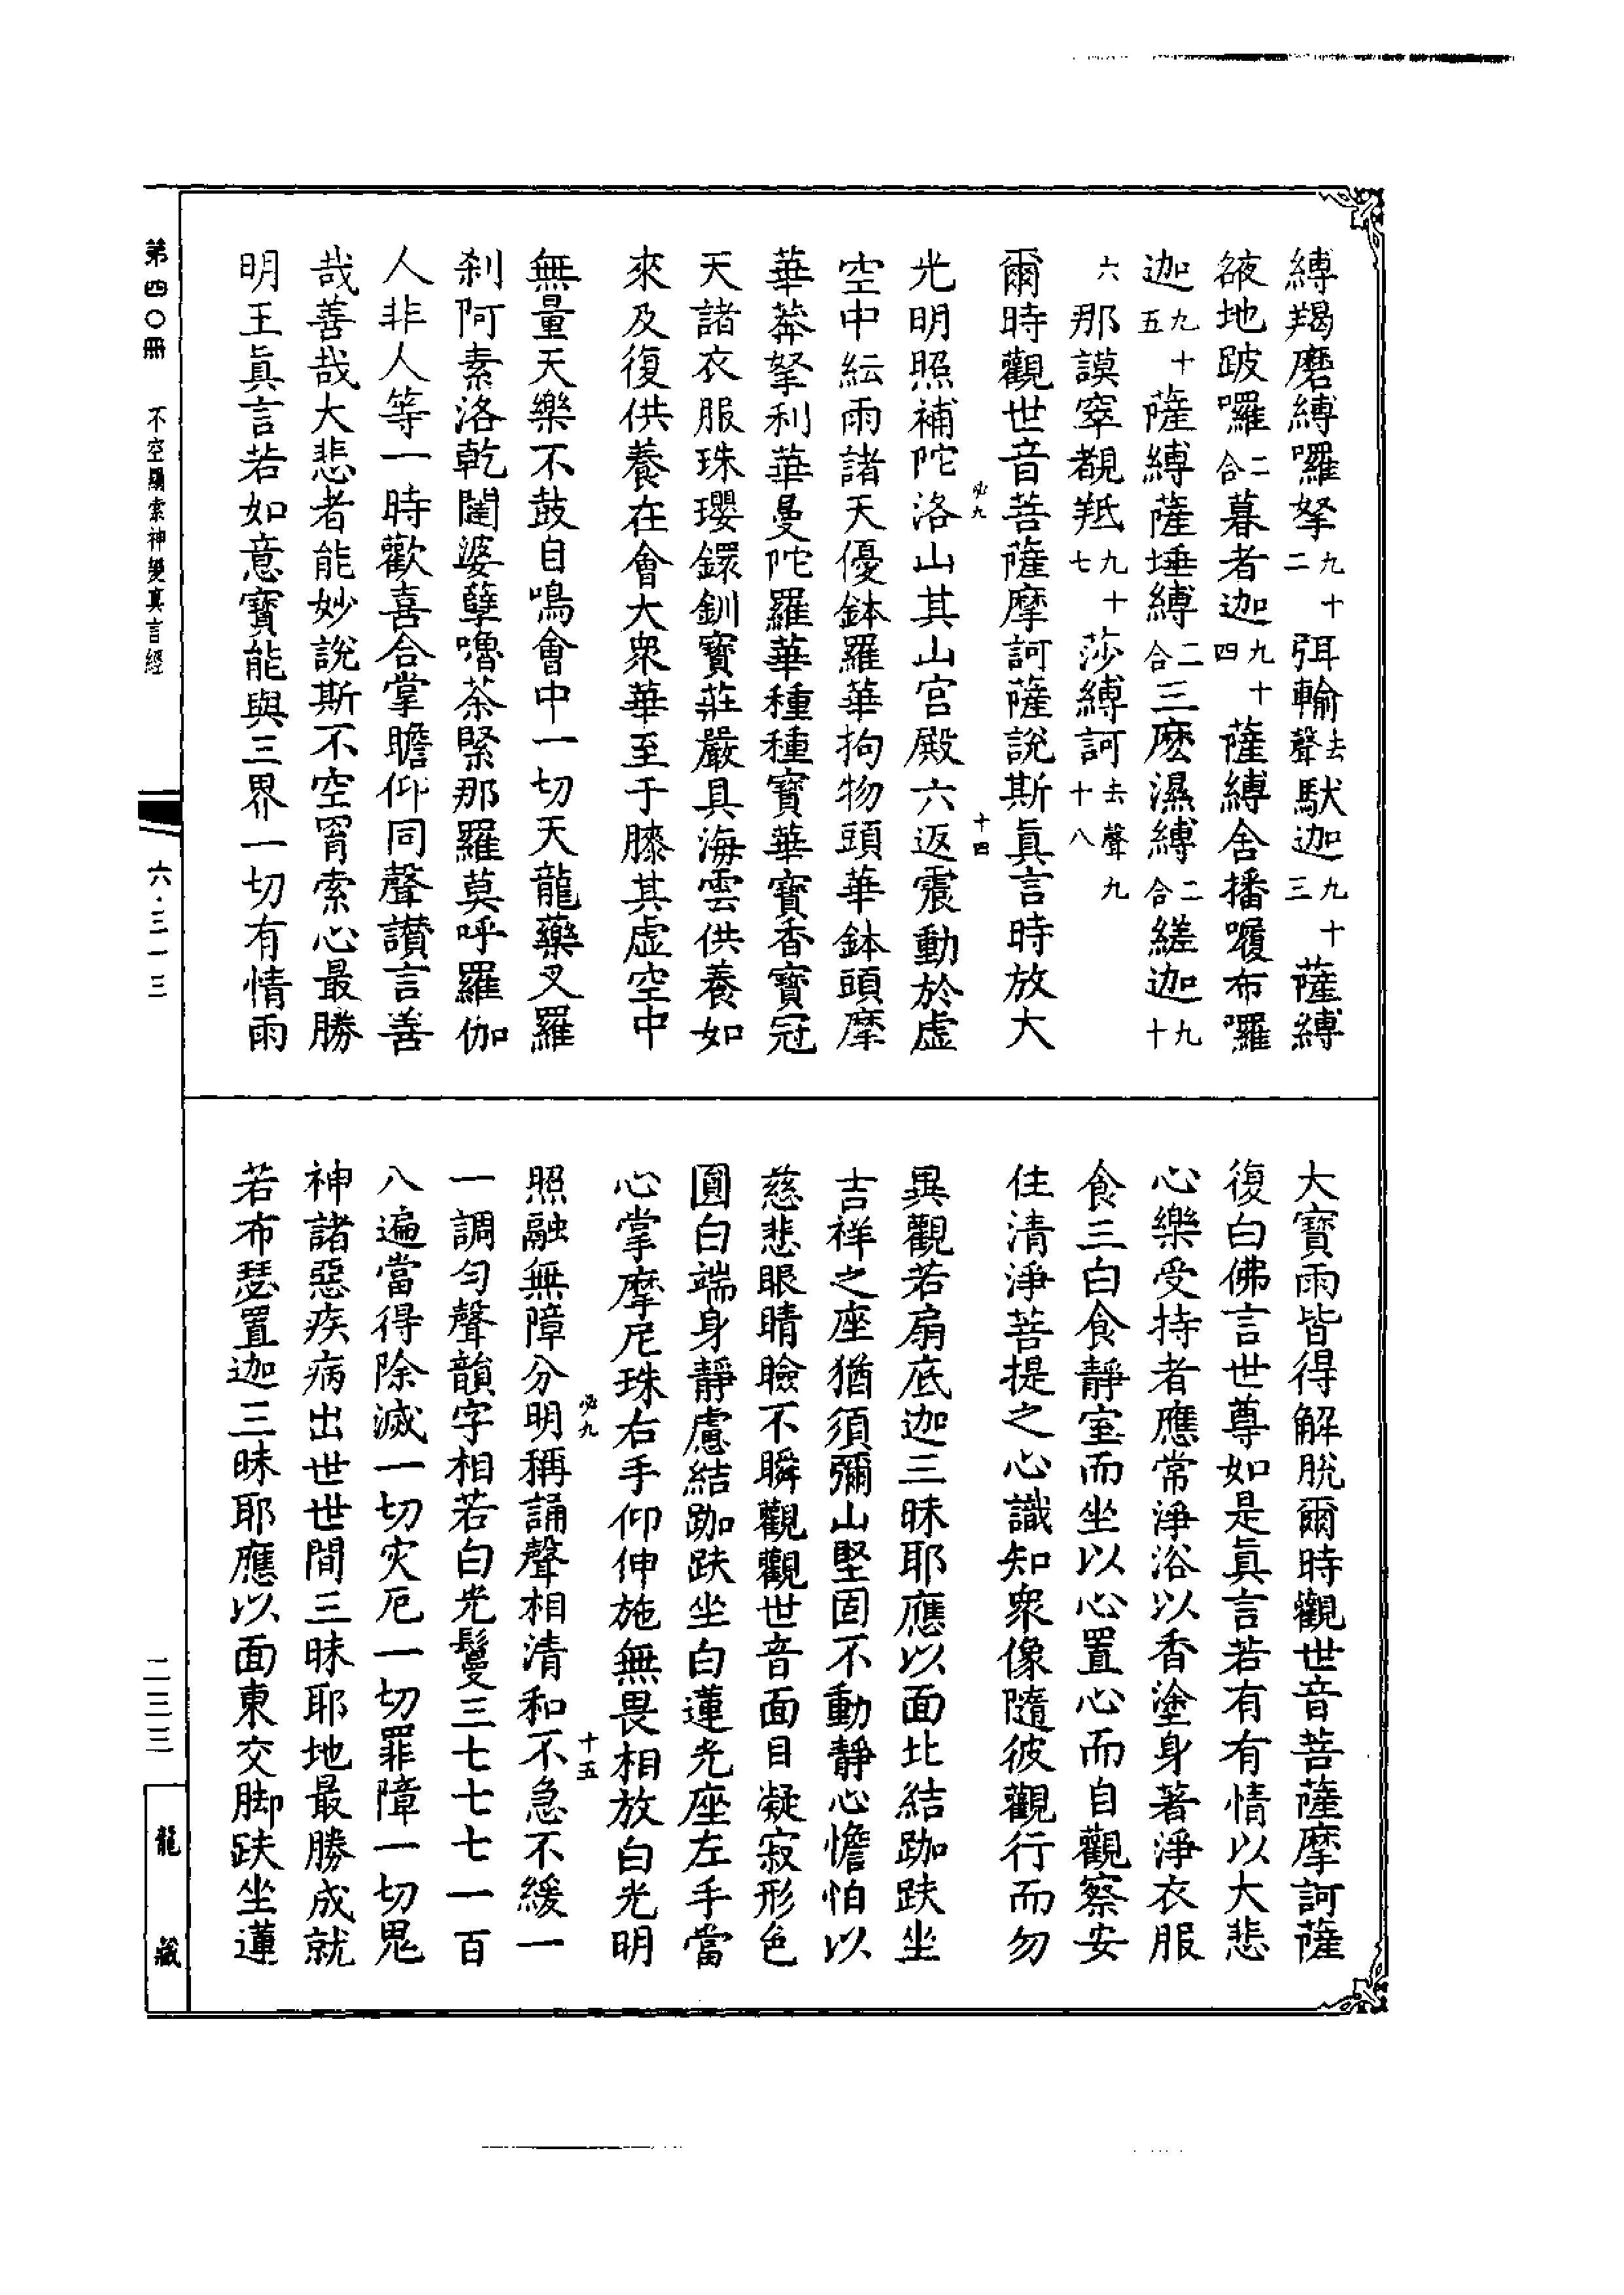 縛羯磨縛囉拏九十二弭輸去聲馱迦九十三薩縛
䏶地跛囉二合暮者迦九十四薩縛舍播㗚布囉
迦九十五薩縛薩埵縛二合三麽濕縛二合縒迦九十
六那謨窣覩羝九十七莎縛訶去聲九十八
爾時觀世音菩薩摩訶薩說斯眞言時放大
光明照補陀洛山其山宮殿六返震動於虛
必九
十四
空中紜雨諸天優鉢羅華拘物頭華鉢頭摩
華莽拏利華曼陀羅華種種寶華寶香寶冠
天諸衣服珠瓔鐶釧寶莊嚴具海雲供養如
來及復供養在會大衆華至于膝其虛空中
無量天樂不鼓自鳴會中一切天龍藥叉羅
刹阿素洛乾闥婆孽嚕茶緊那羅莫呼羅伽
人非人等一時歡喜合掌瞻仰同聲讚言善
哉善哉大悲者能妙說斯不空罥索心最勝
明王眞言若如意寶能與三界一切有情雨
大寶雨皆得解脫爾時觀世音菩薩摩訶薩
復白佛言世尊如是眞言若有有情以大悲
心樂受持者應常淨浴以香塗身著淨衣服
食三白食靜室而坐以心置心而自觀察安
住清淨菩提之心識知衆像隨彼觀行而勿
異觀若扇底迦三昧耶應以面北結跏趺坐
吉祥之座猶須彌山堅固不動靜心憺怕以
慈悲眼睛瞼不瞬觀觀世音面目凝寂形色
圓白端身靜慮結跏趺坐白蓮光座左手當
心掌摩尼珠右手仰伸施無畏相放白光明
必九
十五
照融無障分明稱誦聲相清和不急不緩一
一調勻聲韻字相若白光鬘三七七七一百
八遍當得除滅一切灾厄一切罪障一切鬼
神諸惡疾病出世世間三昧耶地最勝成就
若布瑟置迦三昧耶應以面東交脚趺坐蓮
第四〇冊 不空羂索神變真言經
六·三一三
二三三
龍藏